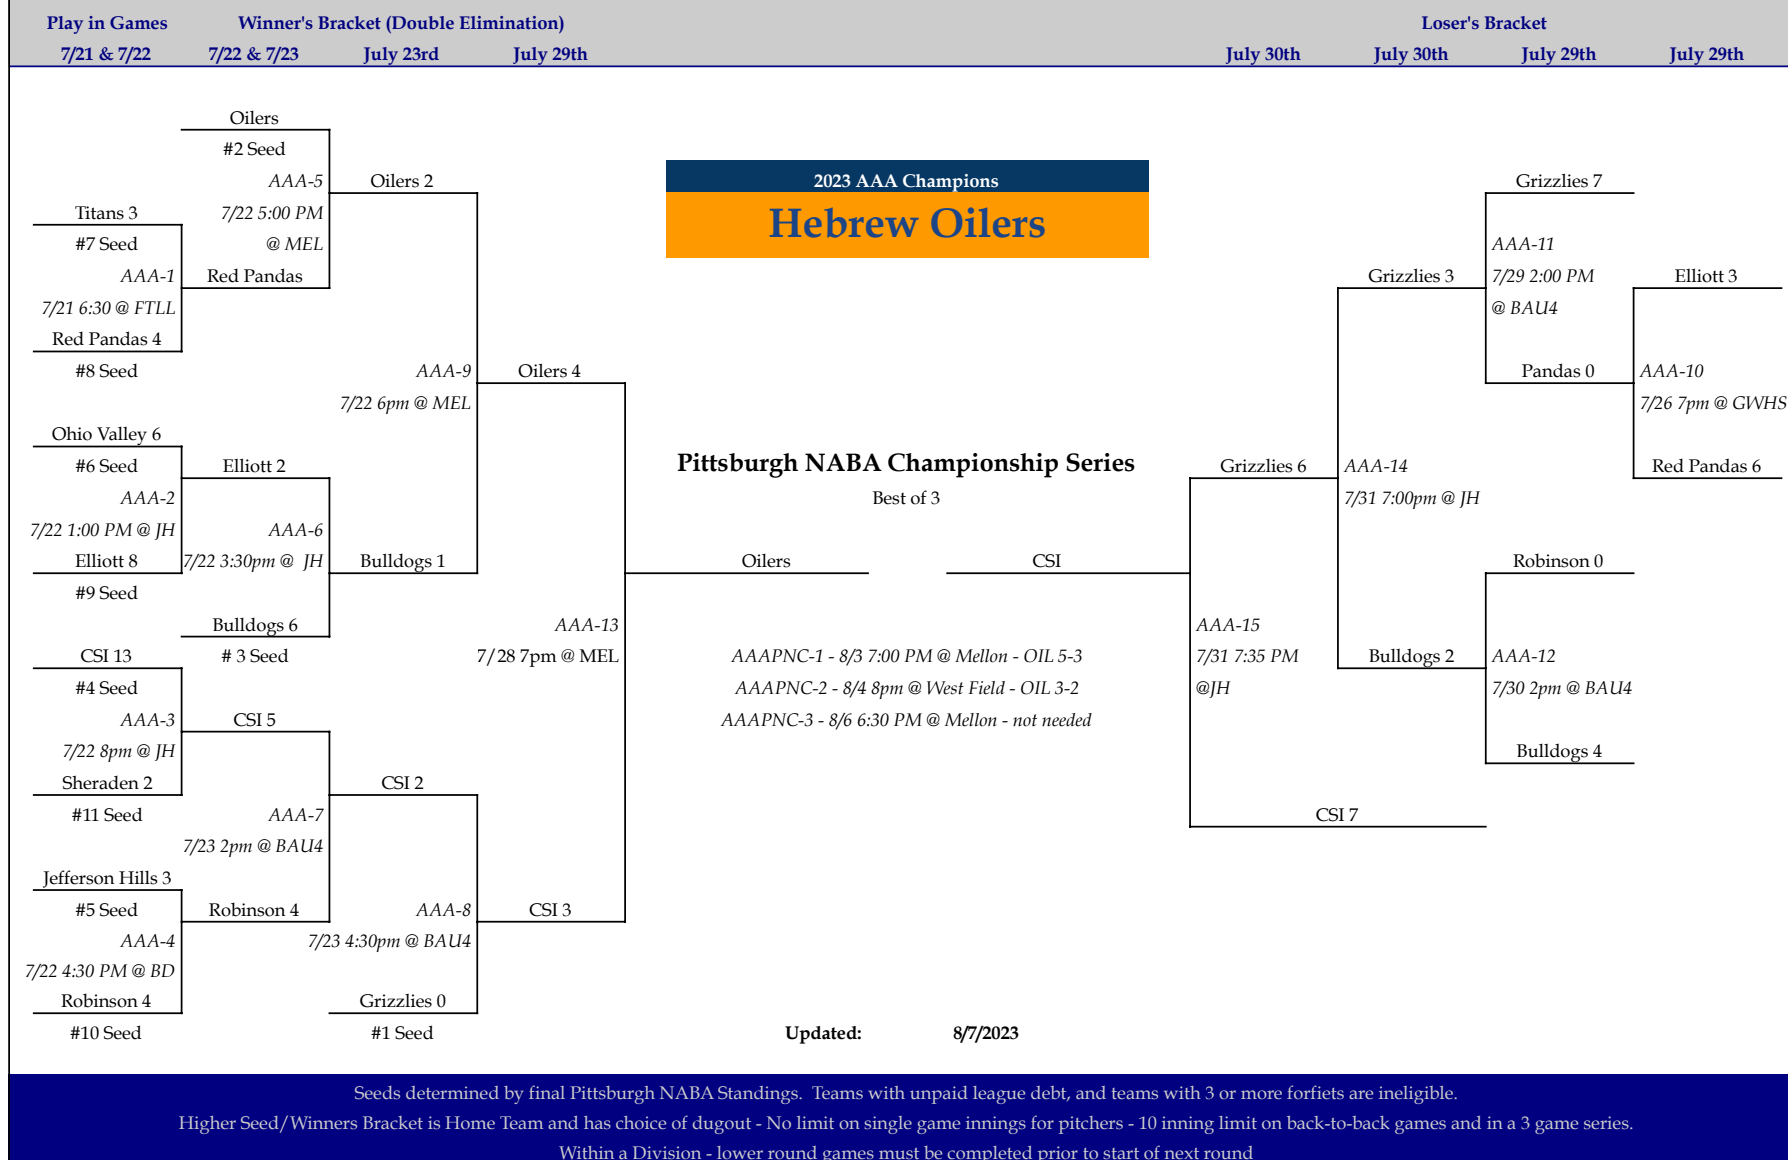 Play in Games
Winner's Bracket (Double Elimination)
Loser's Bracket
7/21 & 7/22
7/22 & 7/23
July 23rd
July 29th
July 30th
July 30th
July 29th
July 29th
Oilers
#2 Seed
AAA-5
7/22 5:00 PM
@ MEL
Titans 3
#7 Seed
AAA-1
7/21 6:30 @ FTLL
Red Pandas 4
#8 Seed
Red Pandas
Oilers 2
AAA-9
7/22 6pm @ MEL
Oilers 4
Ohio Valley 6
#6 Seed
AAA-2
7/22 1:00 PM @ JH
Elliott 8
#9 Seed
Elliott 2
AAA-6
7/22 3:30pm @ JH
Bulldogs 6
# 3 Seed
Bulldogs 1
AAA-13
7/28 7pm @ MEL
CSI 13
#4 Seed
AAA-3
7/22 8pm @ JH
Sheraden 2
#11 Seed
CSI 5
AAA-7
7/23 2pm @ BAU4
CSI 2
Jefferson Hills 3
#5 Seed
AAA-4
7/22 4:30 PM @ BD
Robinson 4
#10 Seed
Robinson 4
AAA-8
7/23 4:30pm @ BAU4
Grizzlies 0
#1 Seed
CSI 3
2023 AAA Champions
Hebrew Oilers
Pittsburgh NABA Championship Series
Best of 3
Oilers
CSI
AAAPNC-1 - 8/3 7:00 PM @ Mellon - OIL 5-3
AAAPNC-2 - 8/4 8pm @ West Field - OIL 3-2
AAAPNC-3 - 8/6 6:30 PM @ Mellon - not needed
Updated: 8/7/2023
Grizzlies 6
AAA-15
7/31 7:35 PM
@JH
CSI 7
Grizzlies 3
AAA-14
7/31 7:00pm @ JH
Bulldogs 2
Grizzlies 7
AAA-11
7/29 2:00 PM
@ BAU4
Pandas 0
Robinson 0
AAA-12
7/30 2pm @ BAU4
Bulldogs 4
Elliott 3
AAA-10
7/26 7pm @ GWHS
Red Pandas 6
Seeds determined by final Pittsburgh NABA Standings. Teams with unpaid league debt, and teams with 3 or more forfiets are ineligible.
Higher Seed/Winners Bracket is Home Team and has choice of dugout - No limit on single game innings for pitchers - 10 inning limit on back-to-back games and in a 3 game series.
Within a Division - lower round games must be completed prior to start of next round